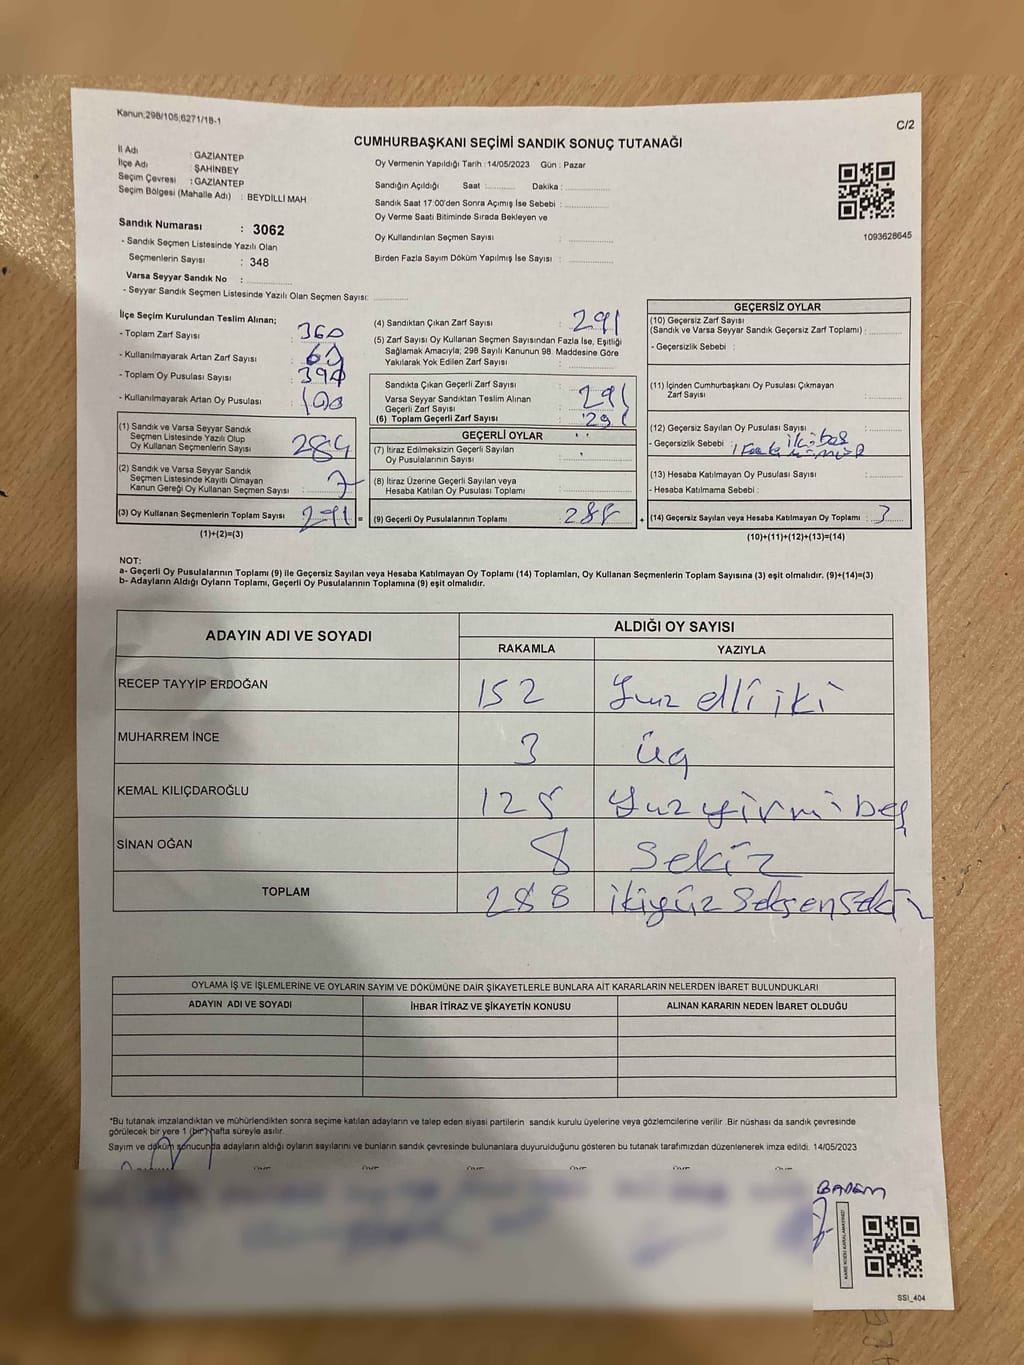 Kanun;298/105,6271/18-1
C/2
CUMHURBAŞKANI SEÇİMİ SANDIK SONUÇ TUTANAĞI
İl Adı : GAZİANTEP
İlçe Adı : ŞAHİNBEY
Seçim Çevresi : GAZİANTEP
Seçim Bölgesi (Mahalle Adı) : BEYDİLLİ MAH.
Oy Vermenin Yapıldığı Tarih : 14/05/2023 Gün : Pazar
Sandığın Açıldığı Saat : Dakika :
Sandık Saat 17:00'den Sonra Açımış İse Sebebi :
Oy Verme Saati Bitiminde Sırada Bekleyen ve
Oy Kullandırılan Seçmen Sayısı :
Birden Fazla Sayım Döküm Yapılmış İse Sayısı :
1093628645
Sandık Numarası : 3062
- Sandık Seçmen Listesinde Yazılı Olan
Seçmenlerin Sayısı : 348
Varsa Seyyar Sandık No :
- Seyyar Sandık Seçmen Listesinde Yazılı Olan Seçmen Sayısı:
İlçe Seçim Kurulundan Teslim Alınan;
- Toplam Zarf Sayısı : 360
- Kullanılmayarak Artan Zarf Sayısı :
- Toplam Oy Pusulası Sayısı :
- Kullanılmayarak Artan Oy Pusulası : 100
(1) Sandık ve Varsa Seyyar Sandık
Seçmen Listesinde Yazılı Olup
Oy Kullanan Seçmenlerin Sayısı : 284
(2) Sandık ve Varsa Seyyar Sandık
Seçmen Listesinde Kayıtlı Olmayan
Kanun Gereği Oy Kullanan Seçmen Sayısı : 7
(3) Oy Kullanan Seçmenlerin Toplam Sayısı : 291
(1)+(2)=(3)
(4) Sandıktan Çıkan Zarf Sayısı : 291
(5) Zarf Sayısı Oy Kullanan Seçmen Sayısından Fazla İse, Eşitliği
Sağlamak Amacıyla; 298 Sayılı Kanunun 98. Maddesine Göre
Yakılarak Yok Edilen Zarf Sayısı :
Sandıkta Çıkan Geçerli Zarf Sayısı : 291
Varsa Seyyar Sandıktan Teslim Alınan
Geçerli Zarf Sayısı :
(6) Toplam Geçerli Zarf Sayısı : 291
GEÇERLİ OYLAR
(7) İtiraz Edilmeksizin Geçerli Sayılan
Oy Pusulalarının Sayısı :
(8) İtiraz Üzerine Geçerli Sayılan veya
Hesaba Katılan Oy Pusulası Toplamı :
= (9) Geçerli Oy Pusulalarının Toplamı : 288
GEÇERSİZ OYLAR
(10) Geçersiz Zarf Sayısı
(Sandık ve Varsa Seyyar Sandık Geçersiz Zarf Toplamı) :
- Geçersizlik Sebebi :
(11) İçinden Cumhurbaşkanı Oy Pusulası Çıkmayan
Zarf Sayısı :
(12) Geçersiz Sayılan Oy Pusulası Sayısı :
- Geçersizlik Sebebi : İki boş
(13) Hesaba Katılmayan Oy Pusulası Sayısı :
- Hesaba Katılmama Sebebi :
+ (14) Geçersiz Sayılan veya Hesaba Katılmayan Oy Toplamı : 3
(10)+(11)+(12)+(13)=(14)
NOT:
a- Geçerli Oy Pusulalarının Toplamı (9) ile Geçersiz Sayılan veya Hesaba Katılmayan Oy Toplamı (14) Toplamları, Oy Kullanan Seçmenlerin Toplam Sayısına (3) eşit olmalıdır. (9)+(14)=(3)
b- Adayların Aldığı Oyların Toplamı, Geçerli Oy Pusulalarının Toplamına (9) eşit olmalıdır.
ADAYIN ADI VE SOYADI
ALDIĞI OY SAYISI
RAKAMLA YAZIYLA
RECEP TAYYİP ERDOĞAN 152 Yuz elli iki
MUHARREM İNCE 3 üç
KEMAL KILIÇDAROĞLU 125 Yuz yirmi beş
SİNAN OĞAN 8 sekiz
TOPLAM 288 ikiyüz seksen sekiz
OYLAMA İŞ VE İŞLEMLERİNE VE OYLARIN SAYIM VE DÖKÜMÜNE DAİR ŞİKAYETLERLE BUNLARA AİT KARARLARIN NELERDEN İBARET BULUNDUKLARI
ADAYIN ADI VE SOYADI İHBAR İTİRAZ VE ŞİKAYETİN KONUSU ALINAN KARARIN NEDEN İBARET OLDUĞU
*Bu tutanak imzalandıktan ve mühürlendikten sonra seçime katılan adayların ve talep eden siyasi partilerin sandık kurulu üyelerine veya gözlemcilerine verilir. Bir nüshası da sandık çevresinde
görülecek bir yere 1 (bir) hafta süreyle asılır.
Sayım ve döküm sonucunda adayların aldığı oyların sayılarını ve bunların sandık çevresinde bulunanlara duyurulduğunu gösteren bu tutanak tarafımızdan düzenlenerek imza edildi. 14/05/2023
BADEM
SSI_404